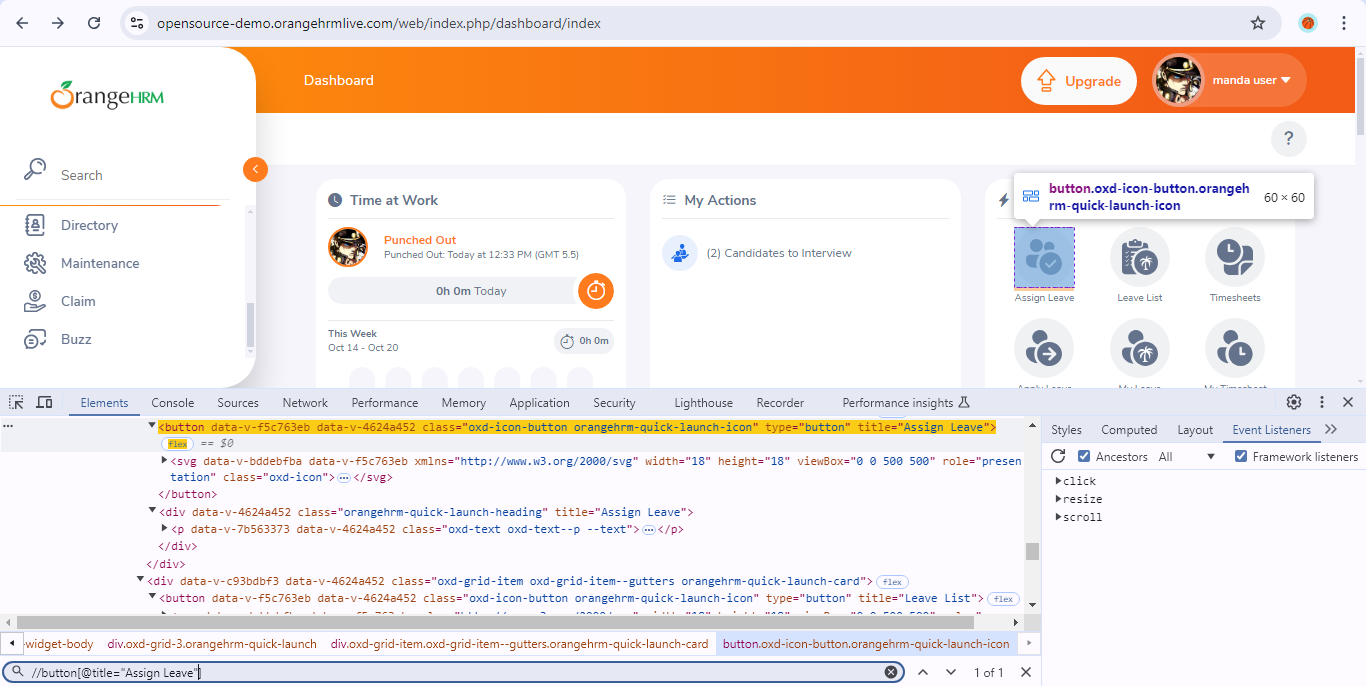 opensource-demo.orangehrmlive.com/web/index.php/dashboard/index
OrangeHRM
Dashboard
Upgrade
manda user
?
Search
Directory
Maintenance
Claim
Buzz
Time at Work
Punched Out
Punched Out: Today at 12:33 PM (GMT 5.5)
0h 0m Today
This Week
Oct 14 - Oct 20
0h 0m
My Actions
(2) Candidates to Interview
button.oxd-icon-button.orangeh
rm-quick-launch-icon
60 × 60
Assign Leave
Leave List
Timesheets
Apply Leave
My Leave
My Timesheet
Elements
Console
Sources
Network
Performance
Memory
Application
Security
Lighthouse
Recorder
Performance insights
<button data-v-f5c763eb data-v-4624a452 class="oxd-icon-button orangehrm-quick-launch-icon" type="button" title="Assign Leave">
flex == $0
<svg data-v-bddebfba data-v-f5c763eb xmlns="http://www.w3.org/2000/svg" width="18" height="18" viewBox="0 0 500 500" role="presen
tation" class="oxd-icon">…</svg>
</button>
<div data-v-4624a452 class="orangehrm-quick-launch-heading" title="Assign Leave">
<p data-v-7b563373 data-v-4624a452 class="oxd-text oxd-text--p --text">…</p>
</div>
</div>
<div data-v-c93bdbf3 data-v-4624a452 class="oxd-grid-item oxd-grid-item--gutters orangehrm-quick-launch-card"> flex
<button data-v-f5c763eb data-v-4624a452 class="oxd-icon-button orangehrm-quick-launch-icon" type="button" title="Leave List"> flex
-widget-body
div.oxd-grid-3.orangehrm-quick-launch
div.oxd-grid-item.oxd-grid-item--gutters.orangehrm-quick-launch-card
button.oxd-icon-button.orangehrm-quick-launch-icon
//button[@title="Assign Leave"]
1 of 1
Styles
Computed
Layout
Event Listeners
Ancestors
All
Framework listeners
click
resize
scroll